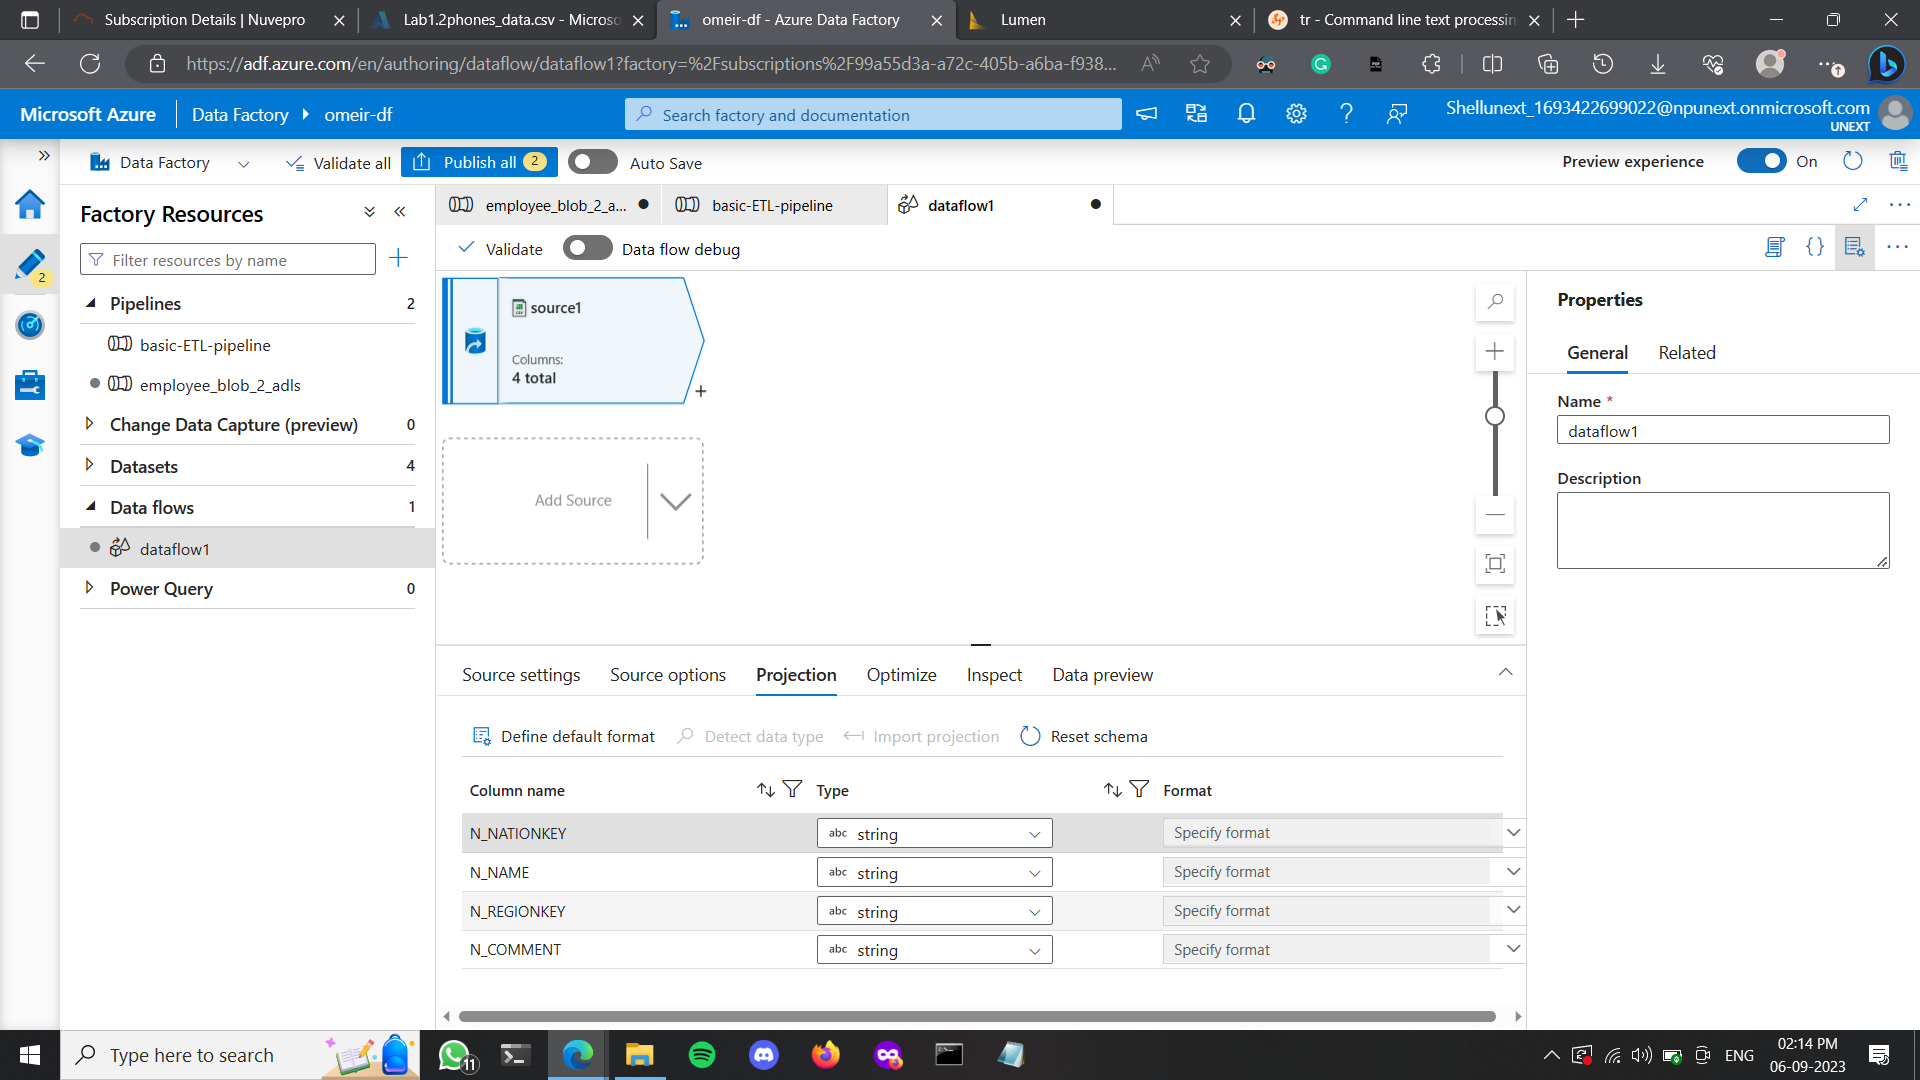 Subscription Details | Nuvepro
Lab1.2phones_data.csv - Microso
omeir-df - Azure Data Factory
Lumen
tr - Command line text processin
https://adf.azure.com/en/authoring/dataflow/dataflow1?factory=%2Fsubscriptions%2F99a55d3a-a72c-405b-a6ba-f938...
Microsoft Azure
Data Factory
omeir-df
Search factory and documentation
Shellunext_1693422699022@npunext.onmicrosoft.com
UNEXT
Data Factory
Validate all
Publish all 2
Auto Save
Preview experience
On
Factory Resources
employee_blob_2_a...
basic-ETL-pipeline
dataflow1
Validate
Data flow debug
Filter resources by name
2
Pipelines 2
basic-ETL-pipeline
employee_blob_2_adls
Change Data Capture (preview) 0
Datasets 4
Data flows 1
dataflow1
Power Query 0
source1
Columns:
4 total
Add Source
Properties
General
Related
Name *
dataflow1
Description
Source settings
Source options
Projection
Optimize
Inspect
Data preview
Define default format
Detect data type
Import projection
Reset schema
Column name
Type
Format
N_NATIONKEY abc string Specify format
N_NAME abc string Specify format
N_REGIONKEY abc string Specify format
N_COMMENT abc string Specify format
Type here to search
11
ENG
02:14 PM
06-09-2023